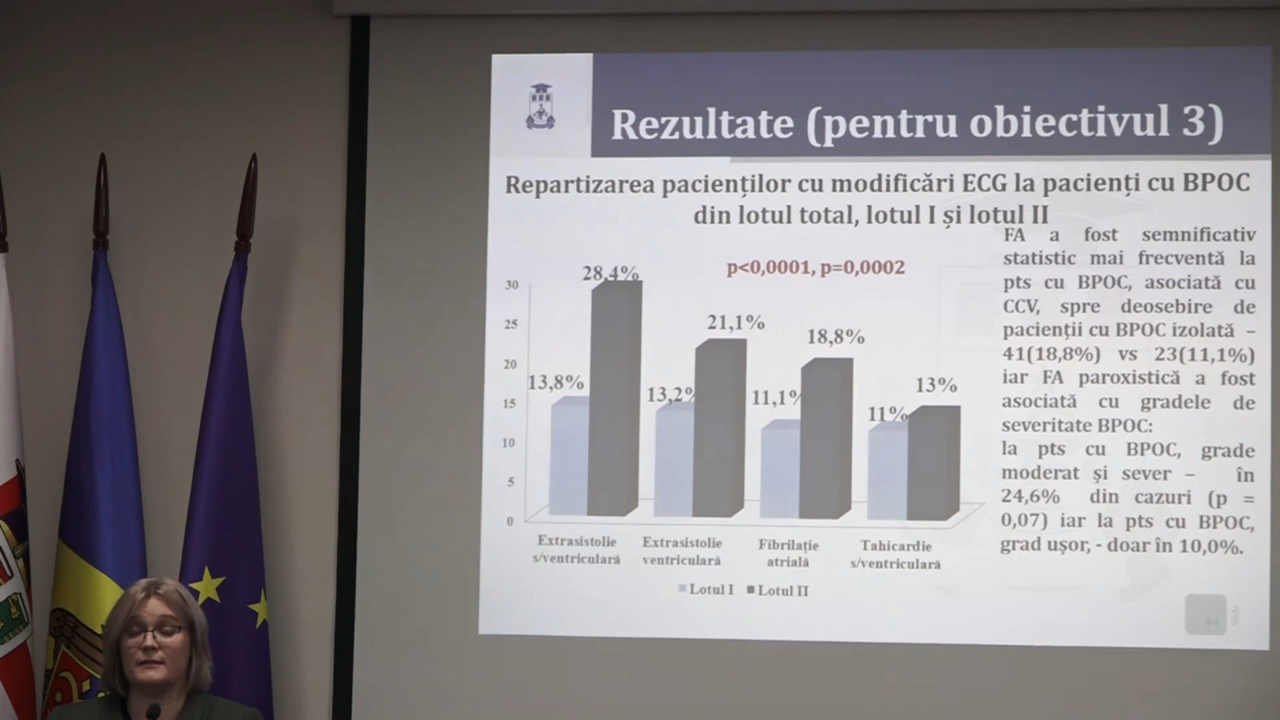 Rezultate (pentru obiectivul 3)
Repartizarea pacienților cu modificări ECG la pacienți cu BPOC
din lotul total, lotul I și lotul II
p<0,0001, p=0,0002
30
25
20
15
10
5
0
13,8%
28,4%
13,2%
21,1%
11,1%
18,8%
11%
13%
Extrasistolie
s/ventriculară
Extrasistolie
ventriculară
Fibrilație
atrială
Tahicardie
s/ventriculară
Lotul I
Lotul II
FA a fost semnificativ
statistic mai frecventă la
pts cu BPOC, asociată cu
CCV, spre deosebire de
pacienții cu BPOC izolată –
41(18,8%) vs 23(11,1%)
iar FA paroxistică a fost
asociată cu gradele de
severitate BPOC:
la pts cu BPOC, grade
moderat și sever – în
24,6% din cazuri (p =
0,07) iar la pts cu BPOC,
grad ușor, - doar în 10,0%.